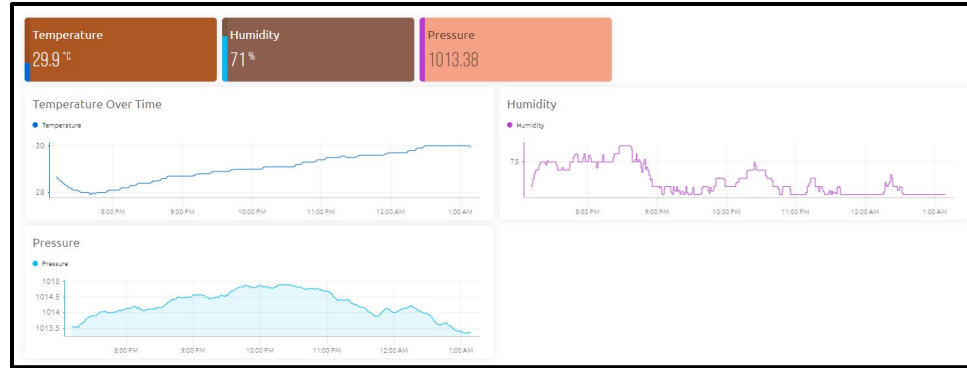 Temperature
29.9 °C
Humidity
71 %
Pressure
1013.38
Temperature Over Time
Temperature
30
28
8:00 PM 9:00 PM 10:00 PM 11:00 PM 12:00 AM 1:00 AM
Humidity
Humidity
75
8:00 PM 9:00 PM 10:00 PM 11:00 PM 12:00 AM 1:00 AM
Pressure
Pressure
1015
1014.5
1014
1013.5
8:00 PM 9:00 PM 10:00 PM 11:00 PM 12:00 AM 1:00 AM